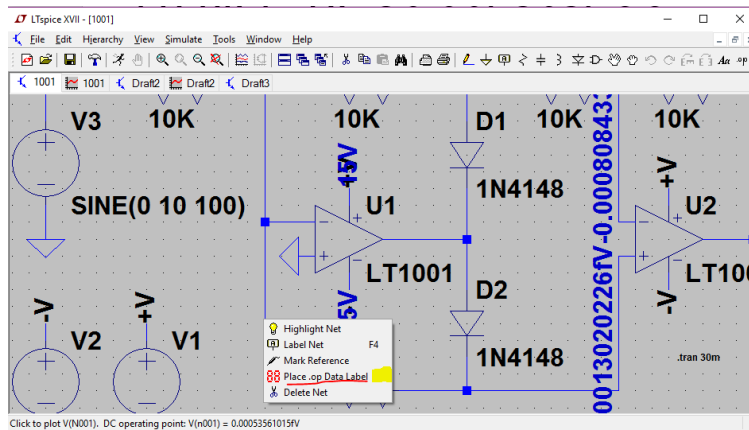 LTspice XVII - [1001]
File Edit Hierarchy View Simulate Tools Window Help
1001 1001 Draft2 Draft2 Draft3
V3 10K 10K D1 10K 10K
15V +V 1N4148 +V
SINE(0 10 100) U1 U2
LT1001 D2 LT100
-V +V 5V -V
V2 V1 1N4148 .tran 30m
0013020226fV-0.000808433
Highlight Net
Label Net F4
Mark Reference
Place .op Data Label
Delete Net
Click to plot V(N001). DC operating point: V(n001) = 0.00053561015fV